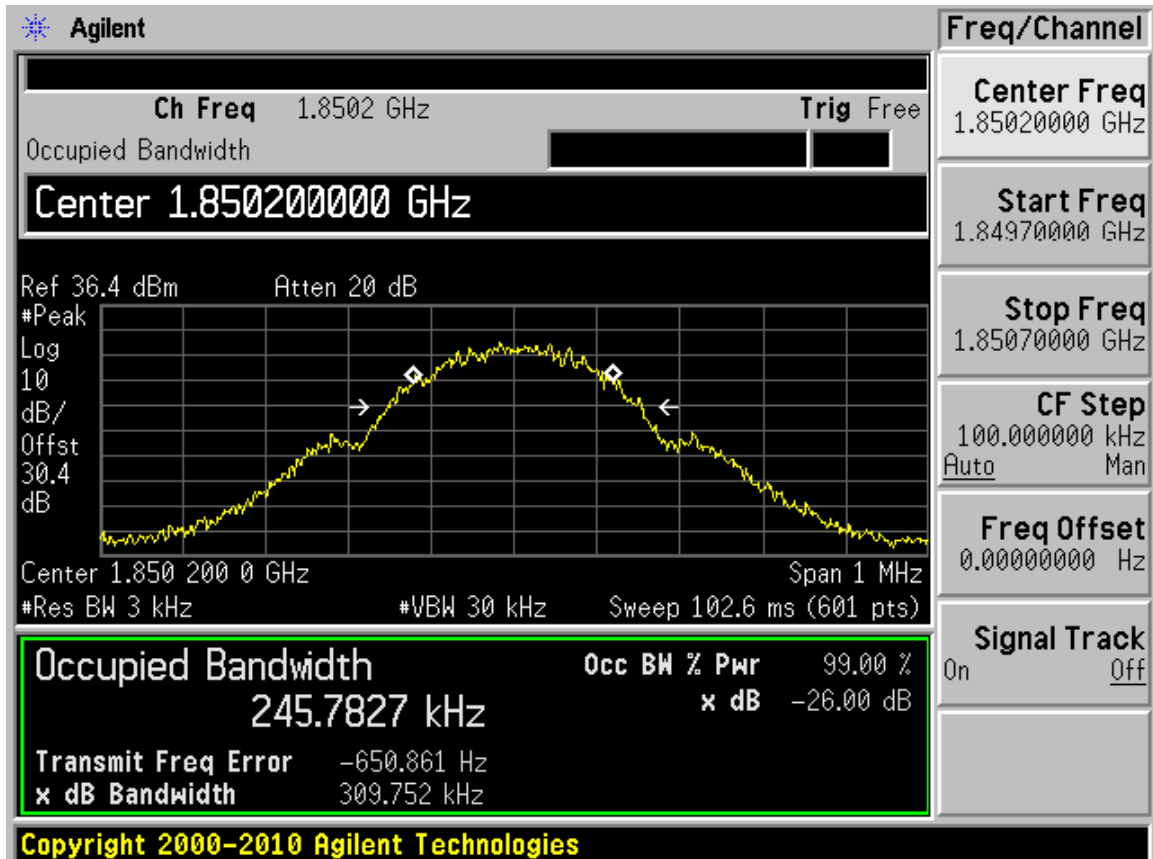 Agilent
Freq/Channel
Ch Freq 1.8502 GHz Trig Free
Occupied Bandwidth
Center 1.850200000 GHz
Ref 36.4 dBm Atten 20 dB
#Peak
Log
10
dB/
Offst
30.4
dB
Center 1.850 200 0 GHz Span 1 MHz
#Res BW 3 kHz #VBW 30 kHz Sweep 102.6 ms (601 pts)
Occupied Bandwidth
245.7827 kHz
Occ BW % Pwr 99.00 %
x dB -26.00 dB
Transmit Freq Error -650.861 Hz
x dB Bandwidth 309.752 kHz
Center Freq
1.85020000 GHz
Start Freq
1.84970000 GHz
Stop Freq
1.85070000 GHz
CF Step
100.000000 kHz
Auto Man
Freq Offset
0.00000000 Hz
Signal Track
On Off
Copyright 2000-2010 Agilent Technologies